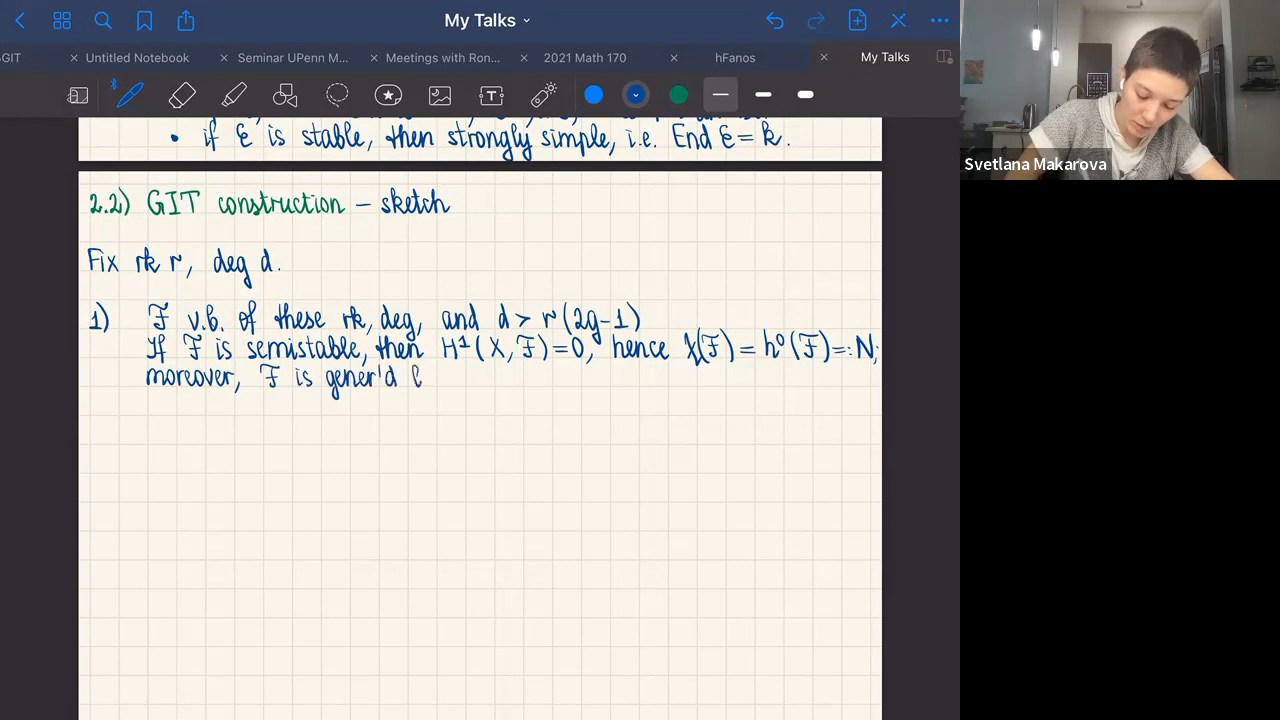 My Talks
GIT
Untitled Notebook
Seminar UPenn M...
Meetings with Ron...
2021 Math 170
hFanos
My Talks
• if ℰ is stable, then strongly simple, i.e. End ℰ = k.
2.2) GIT construction – sketch
Fix rk r, deg d.
1) ℱ v.b. of these rk, deg, and d > r(2g-1)
If ℱ is semistable, then H¹(X, ℱ)=0, hence χ(ℱ) = h⁰(ℱ)=:N;
moreover, ℱ is gener'd
Svetlana Makarova